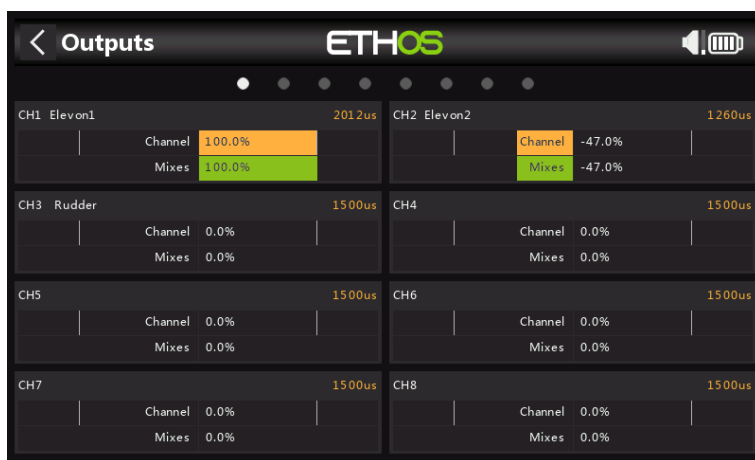 Outputs
ETHOS
CH1 Elevon1 2012us
Channel 100.0%
Mixes 100.0%
CH2 Elevon2 1260us
Channel -47.0%
Mixes -47.0%
CH3 Rudder 1500us
Channel 0.0%
Mixes 0.0%
CH4 1500us
Channel 0.0%
Mixes 0.0%
CH5 1500us
Channel 0.0%
Mixes 0.0%
CH6 1500us
Channel 0.0%
Mixes 0.0%
CH7 1500us
Channel 0.0%
Mixes 0.0%
CH8 1500us
Channel 0.0%
Mixes 0.0%